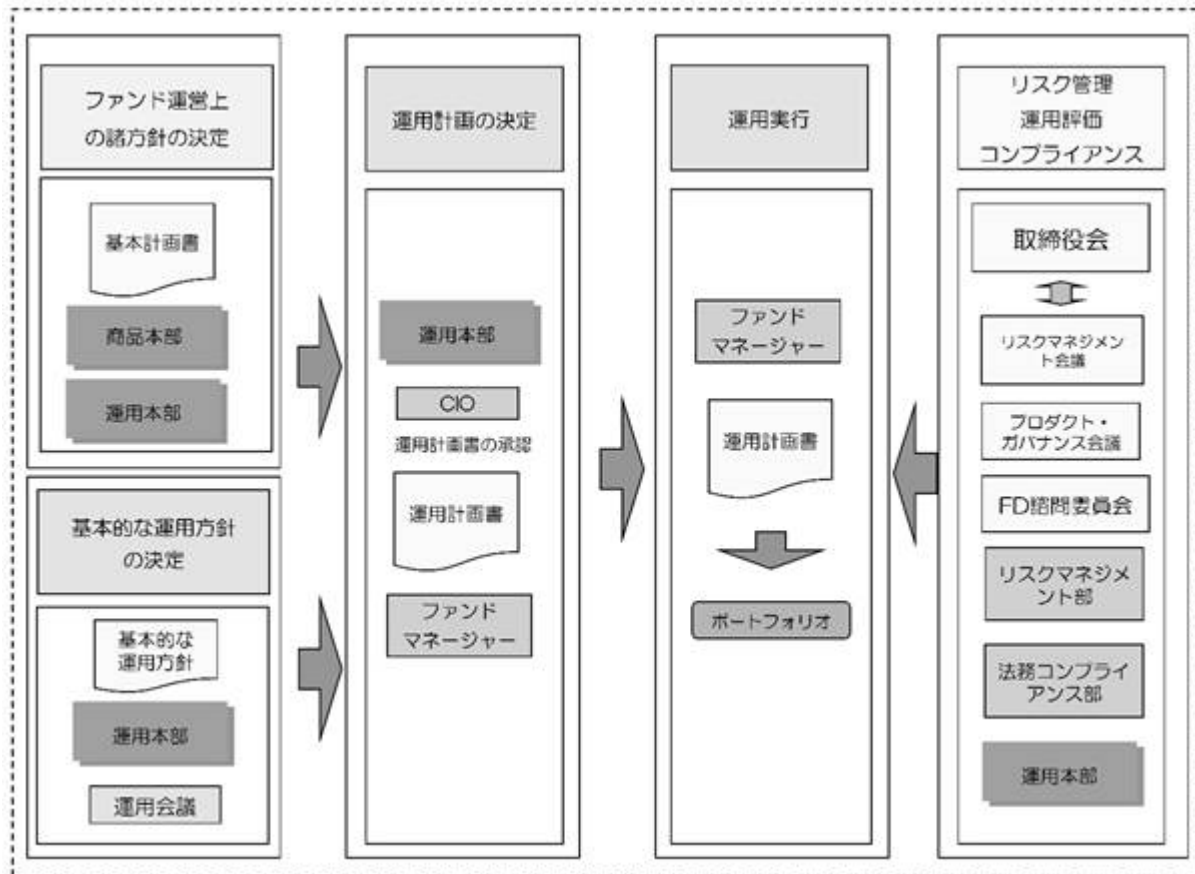 ファンド運営上
の諸方針の決定
基本計画書
商品本部
運用本部
基本的な運用方針
の決定
基本的な
運用方針
運用本部
運用会議
運用計画の決定
運用本部
CIO
運用計画書の承認
運用計画書
ファンド
マネージャー
運用実行
ファンド
マネージャー
運用計画書
ポートフォリオ
リスク管理
運用評価
コンプライアンス
取締役会
リスクマネジメン
ト会議
プロダクト・
ガバナンス会議
FD諮問委員会
リスクマネジメ
ント部
法務コンプライ
アンス部
運用本部